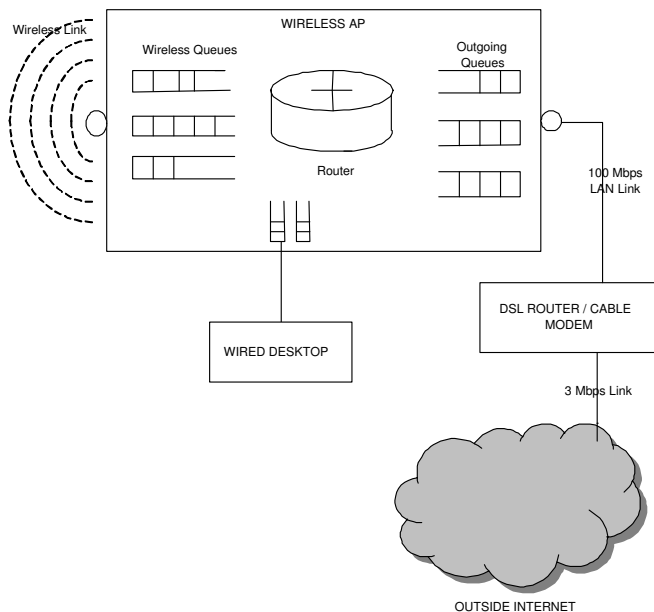 WIRELESS AP
Wireless Link
Wireless Queues
Outgoing
Queues
Router
100 Mbps
LAN Link
DSL ROUTER / CABLE
MODEM
WIRED DESKTOP
3 Mbps Link
OUTSIDE INTERNET